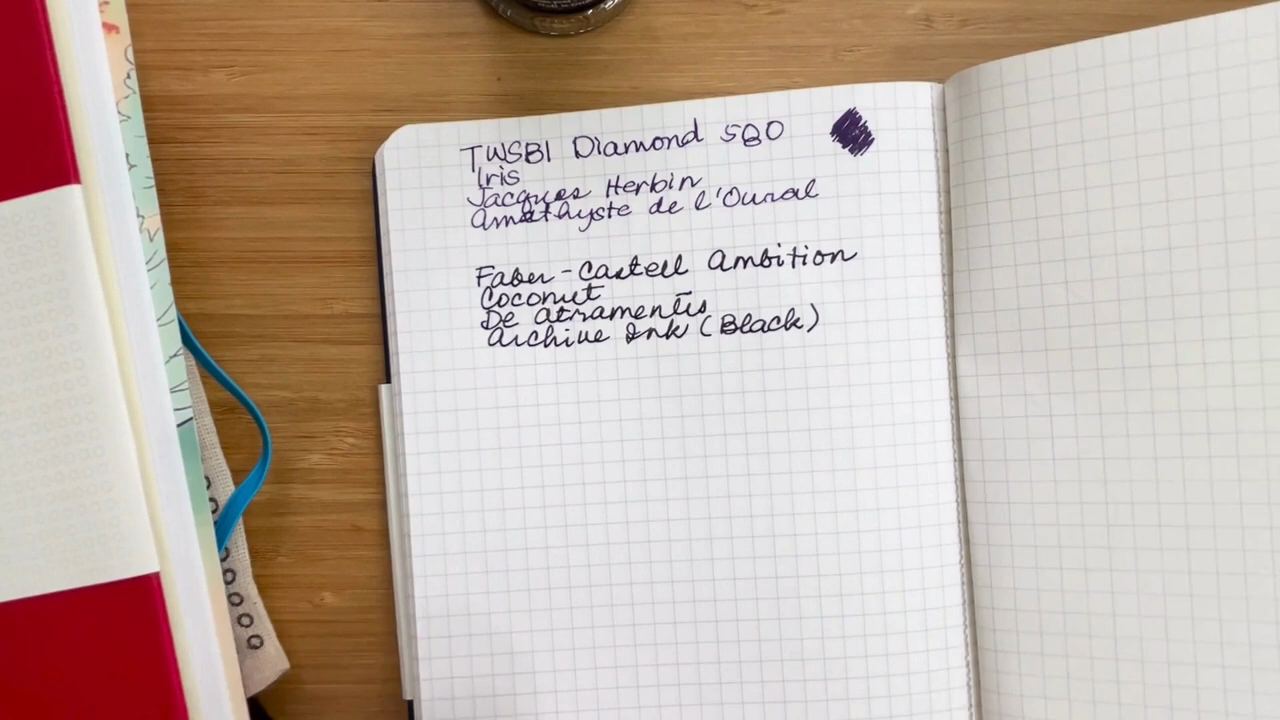 TWSBI Diamond 580
Iris
Jacques Herbin
Amethyste de l'Oural
Faber-Castell Ambition
Coconut
De Atramentis
Archive Ink (Black)